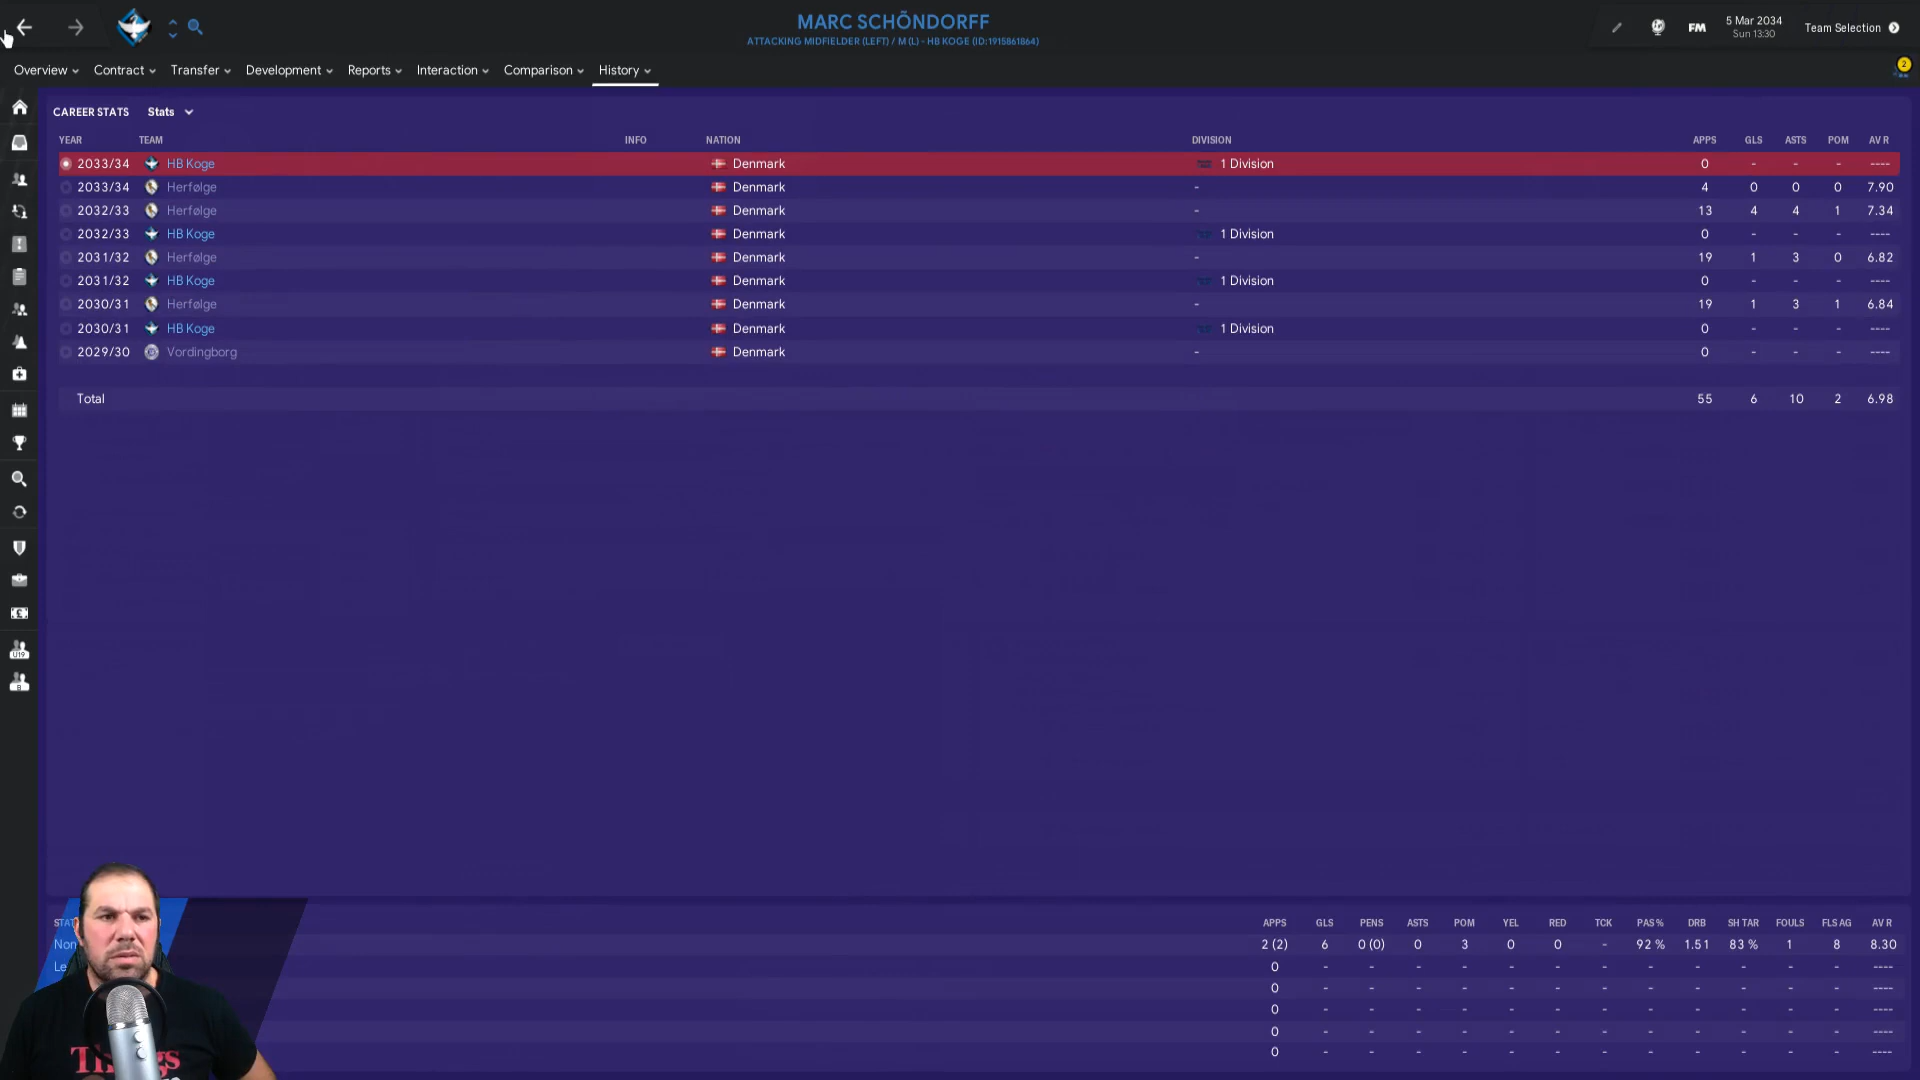 MARC SCHÖNDORFF
ATTACKING MIDFIELDER (LEFT) / M (L) - HB KOGE (ID:1915861864)
FM
5 Mar 2034
Sun 13:30
Team Selection
Overview Contract Transfer Development Reports Interaction Comparison History
2
CAREER STATS Stats
YEAR TEAM INFO NATION DIVISION APPS GLS ASTS POM AV R
2033/34 HB Koge Denmark 1 Division 0 - - - ----
2033/34 Herfølge Denmark - 4 0 0 0 7.90
2032/33 Herfølge Denmark - 13 4 4 1 7.34
2032/33 HB Koge Denmark 1 Division 0 - - - ----
2031/32 Herfølge Denmark - 19 1 3 0 6.82
2031/32 HB Koge Denmark 1 Division 0 - - - ----
2030/31 Herfølge Denmark - 19 1 3 1 6.84
2030/31 HB Koge Denmark 1 Division 0 - - - ----
2029/30 Vordingborg Denmark - 0 - - - ----
Total 55 6 10 2 6.98
U19
B
APPS GLS PENS ASTS POM YEL RED TCK PAS % DRB SH TAR FOULS FLS AG AV R
Non 2 (2) 6 0 (0) 0 3 0 0 - 92 % 1.51 83 % 1 8 8.30
Le 0 - - - - - - - - - - - - ----
0 - - - - - - - - - - - - ----
0 - - - - - - - - - - - - ----
0 - - - - - - - - - - - - ----
0 - - - - - - - - - - - - ----